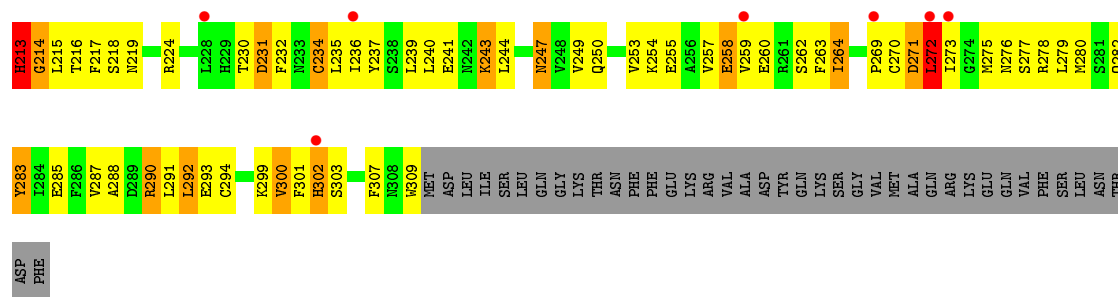 H213 G214 L215 T216 F217 S218 N219 R224 L228 H229 T230 D231 F232 N233 C234 L235 I236 Y237 S238 L239 L240 E241 N242 K243 L244 N247 V248 V249 Q250 V253 K254 E255 A256 V257 E258 V259 E260 R261 S262 F263 I264 P269 C270 D271 L272 I273 G274 M275 N276 S277 R278 L279 M280 S281
Y283 I284 E285 F286 V287 A288 D289 R290 L291 L292 E293 C294 K299 V300 F301 H302 S303 F307 N308 W309 MET ASP LEU ILE SER LEU LEU GLN GLY LYS THR ASN PHE PHE GLU LYS ARG VAL ALA ASP TYR GLN LYS SER GLY VAL MET ALA GLN ARG LYS GLU GLN VAL PHE SER LEU ASN THR
ASP PHE